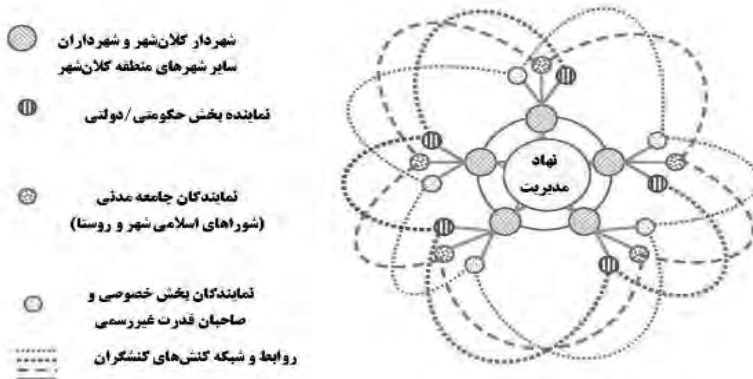 شهردار کلان‌شهر و شهرداران
سایر شهرهای منطقه کلان‌شهر
نماینده بخش حکومتی/دولتی
نمایندگان جامعه مدنی
(شوراهای اسلامی شهر و روستا)
نمایندگان بخش خصوصی و
صاحبان قدرت غیررسمی
روابط و شبکه کنش‌های کنشگران
نهاد
مدیریت